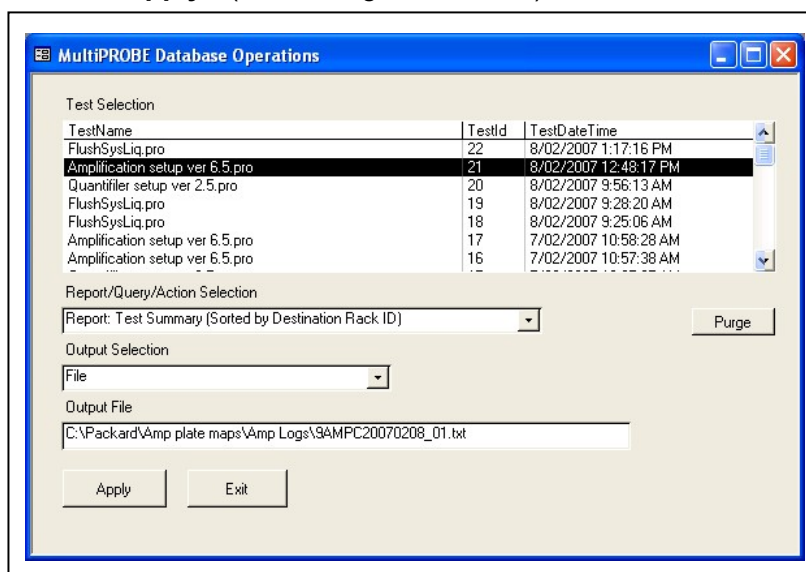 MultiPROBE Database Operations
Test Selection
TestName TestId TestDateTime
FlushSysLiq.pro 22 8/02/2007 1:17:16 PM
Amplification setup ver 6.5.pro 21 8/02/2007 12:48:17 PM
Quantifiler setup ver 2.5.pro 20 8/02/2007 9:56:13 AM
FlushSysLiq.pro 19 8/02/2007 9:28:20 AM
FlushSysLiq.pro 18 8/02/2007 9:25:06 AM
Amplification setup ver 6.5.pro 17 7/02/2007 10:58:28 AM
Amplification setup ver 6.5.pro 16 7/02/2007 10:57:38 AM
Report/Query/Action Selection
Report: Test Summary (Sorted by Destination Rack ID)
Purge
Output Selection
File
Output File
C:\Packard\Amp plate maps\Amp Logs\9AMPC20070208_01.txt
Apply Exit